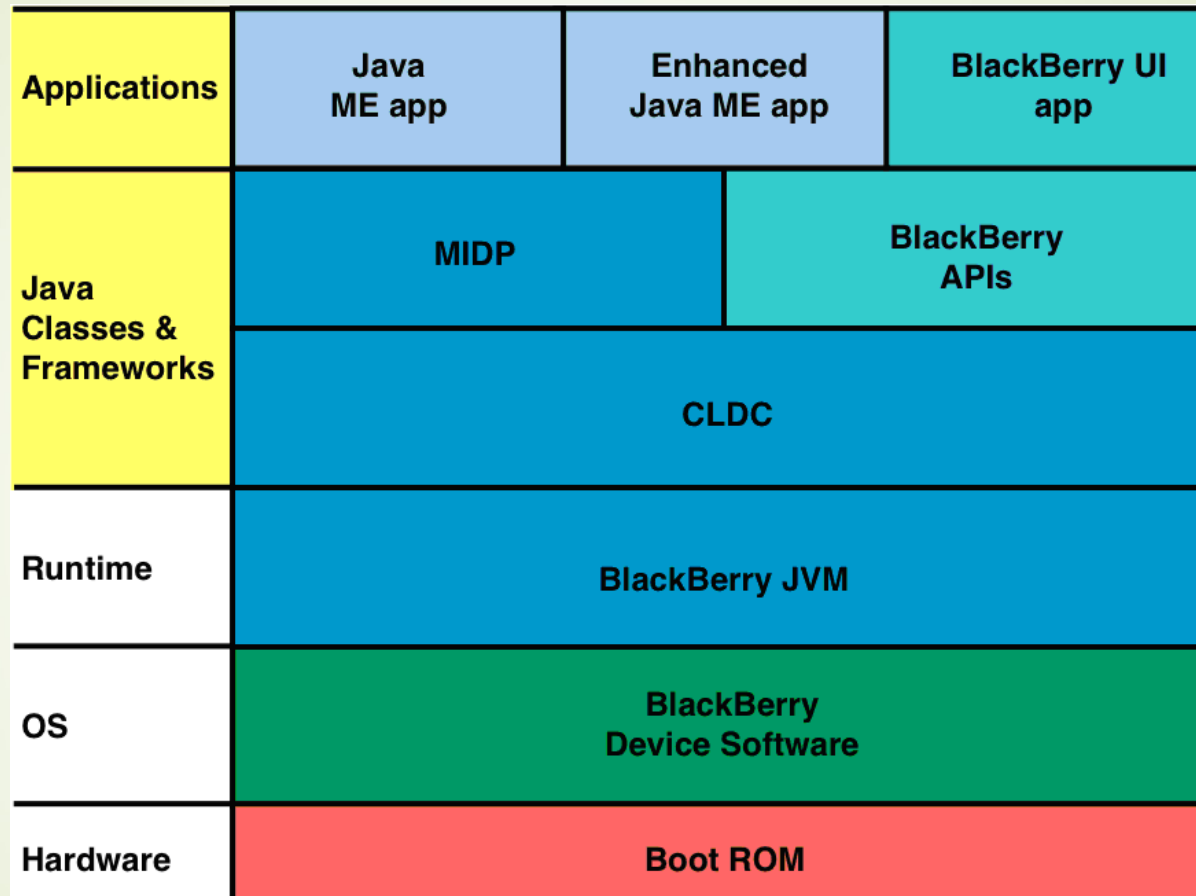 Applications
Java
ME app
Enhanced
Java ME app
BlackBerry UI
app
Java
Classes &
Frameworks
MIDP
BlackBerry
APIs
CLDC
Runtime
BlackBerry JVM
OS
BlackBerry
Device Software
Hardware
Boot ROM